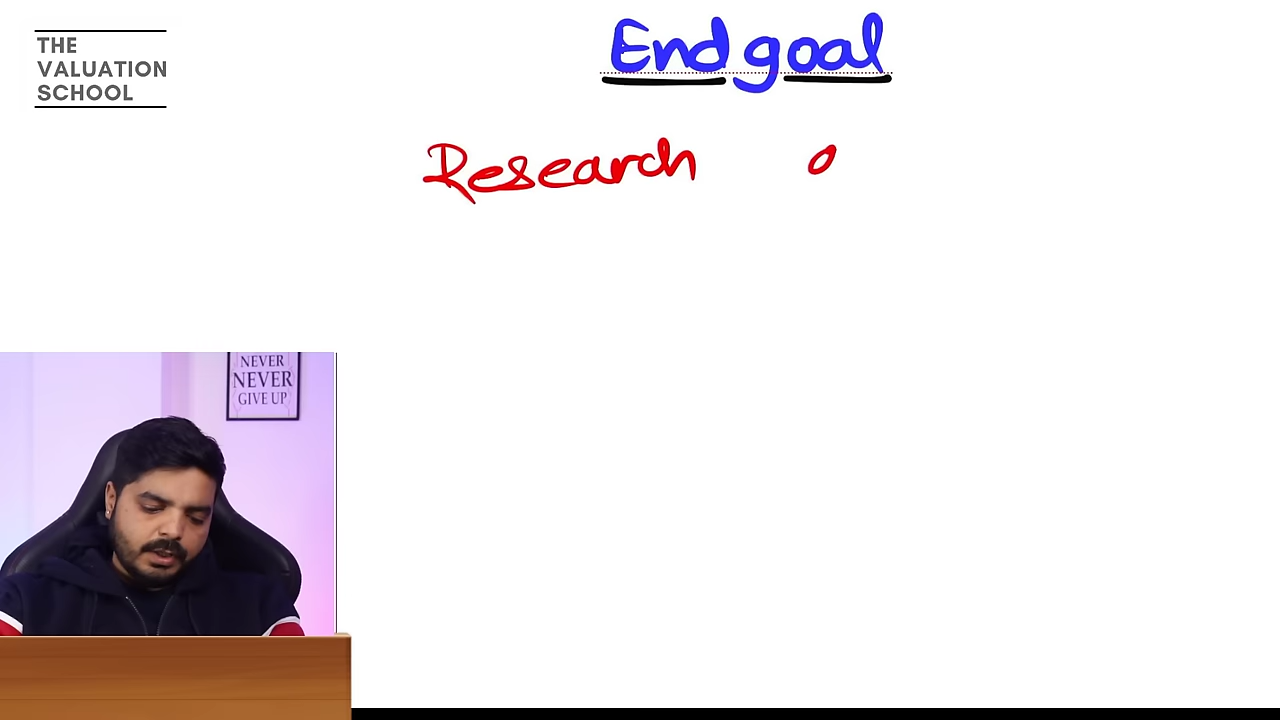 THE
VALUATION
SCHOOL
End goal
Research o
NEVER
NEVER
GIVE UP